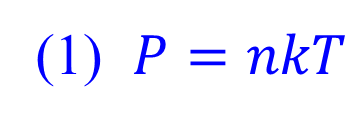 (1) P = nkT